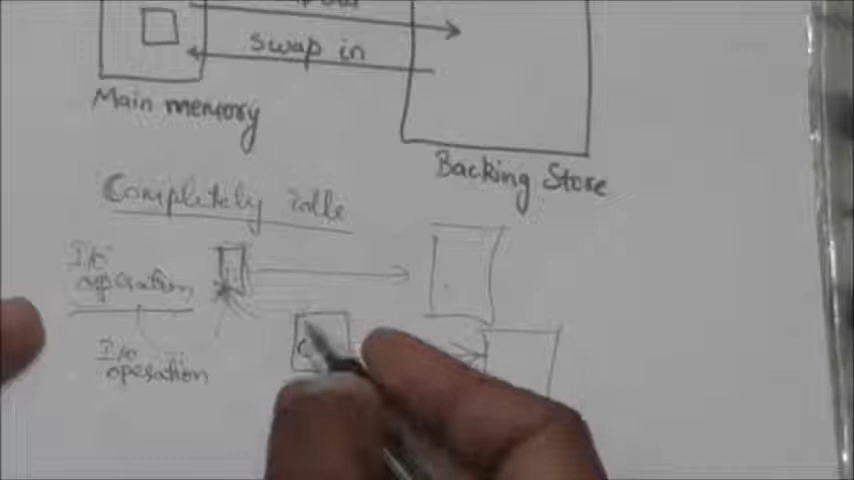 swap in
Main memory
Backing Store
Completely idle
I/o
operation
I/o
operation